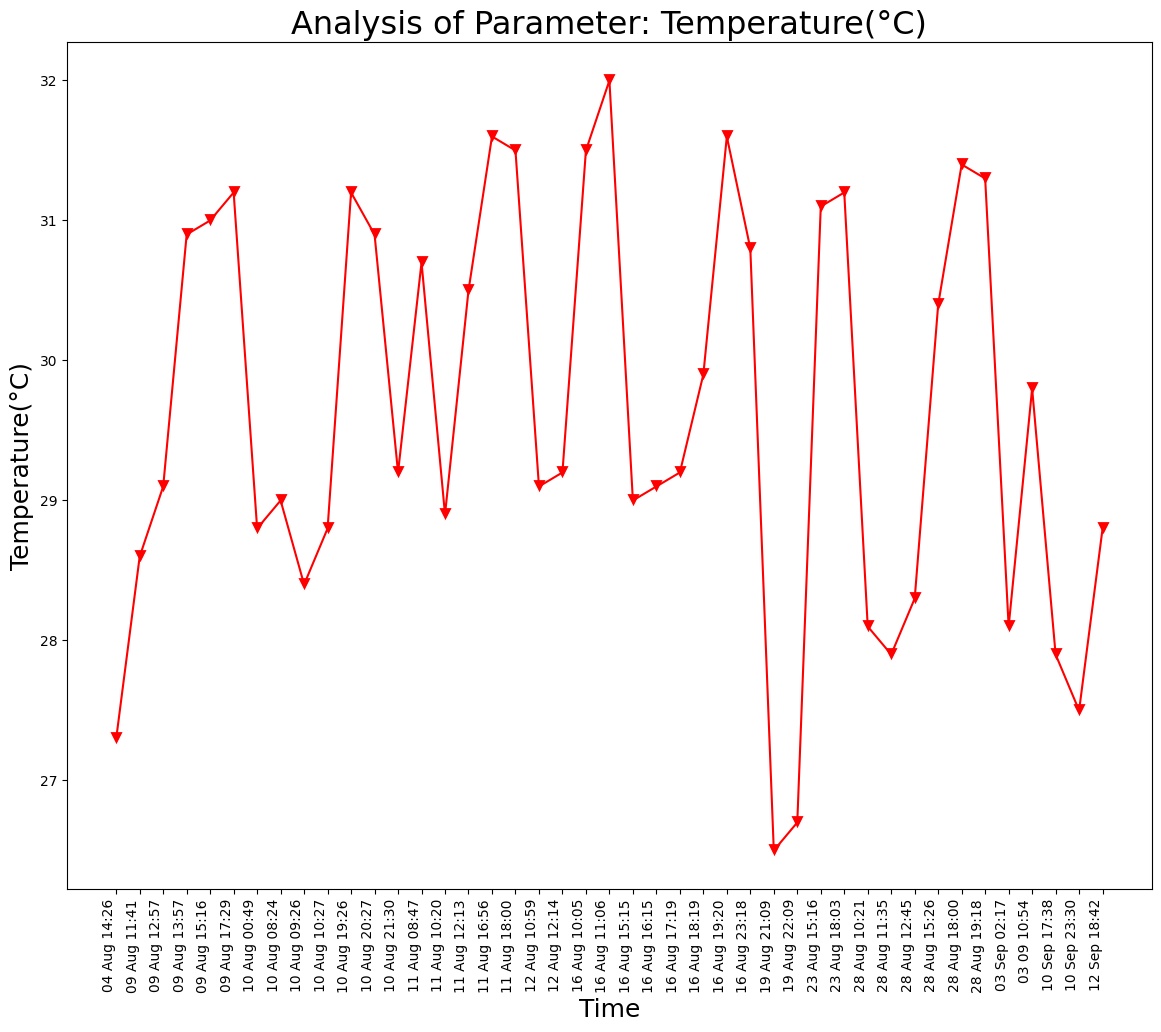 Analysis of Parameter: Temperature(°C)
32
31
30
29
28
27
Temperature(°C)
04 Aug 14:26
09 Aug 11:41
09 Aug 12:57
09 Aug 13:57
09 Aug 15:16
09 Aug 17:29
10 Aug 00:49
10 Aug 08:24
10 Aug 09:26
10 Aug 10:27
10 Aug 19:26
10 Aug 20:27
10 Aug 21:30
11 Aug 08:47
11 Aug 10:20
11 Aug 12:13
11 Aug 16:56
11 Aug 18:00
12 Aug 10:59
12 Aug 12:14
16 Aug 10:05
16 Aug 11:06
16 Aug 15:15
16 Aug 16:15
16 Aug 17:19
16 Aug 18:19
16 Aug 19:20
16 Aug 23:18
19 Aug 21:09
19 Aug 22:09
23 Aug 15:16
23 Aug 18:03
28 Aug 10:21
28 Aug 11:35
28 Aug 12:45
28 Aug 15:26
28 Aug 18:00
28 Aug 19:18
03 Sep 02:17
03 09 10:54
10 Sep 17:38
10 Sep 23:30
12 Sep 18:42
Time